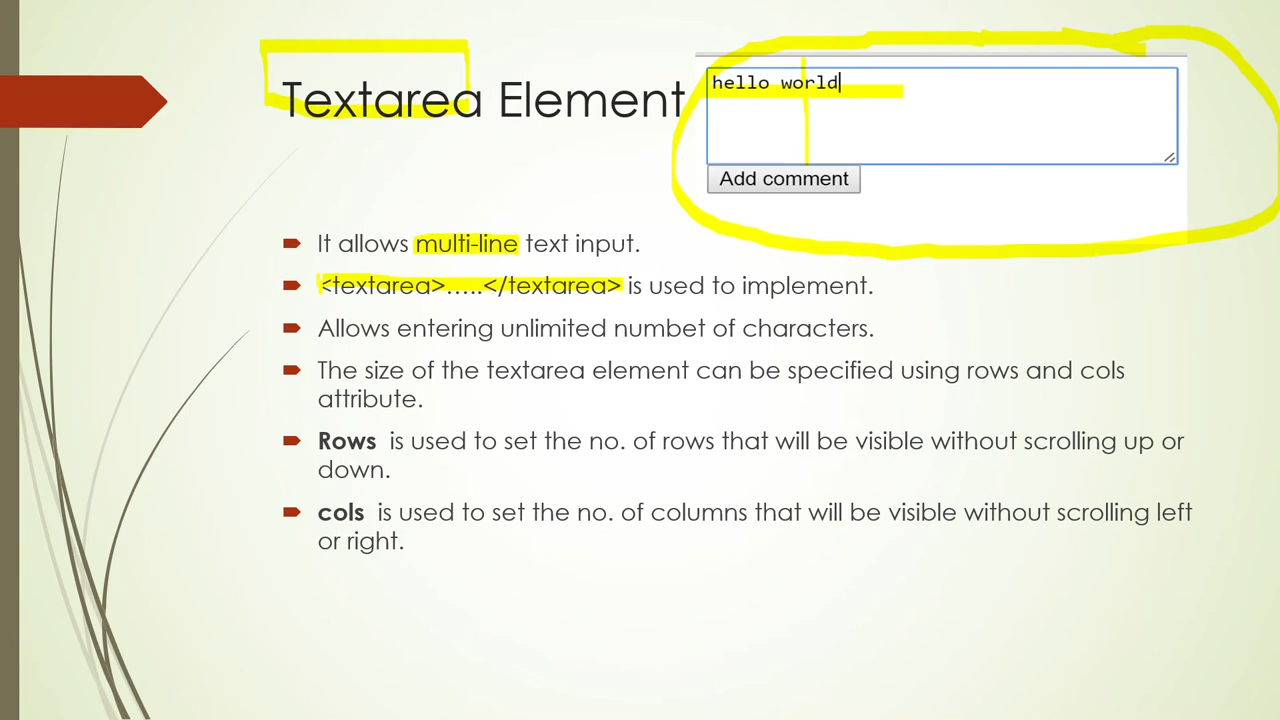 Textarea Element
hello world
Add comment
It allows multi-line text input.
<textarea>.....</textarea> is used to implement.
Allows entering unlimited numbet of characters.
The size of the textarea element can be specified using rows and cols
attribute.
Rows is used to set the no. of rows that will be visible without scrolling up or
down.
cols is used to set the no. of columns that will be visible without scrolling left
or right.